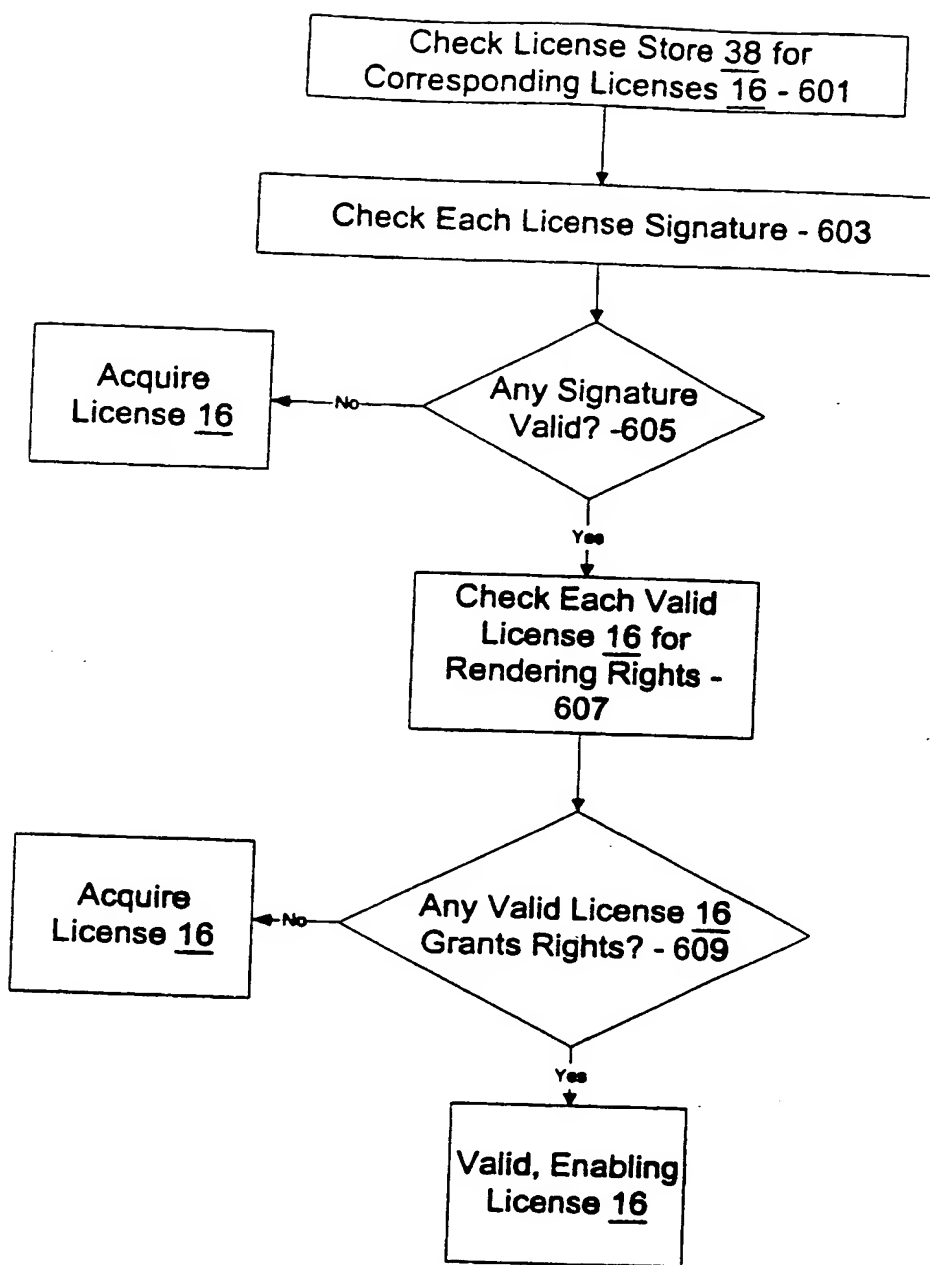 Check License Store 38 for
Corresponding Licenses 16 - 601
Check Each License Signature - 603
Acquire
License 16
No
Any Signature
Valid? -605
Yes
Check Each Valid
License 16 for
Rendering Rights -
607
Acquire
License 16
No
Any Valid License 16
Grants Rights? - 609
Yes
Valid, Enabling
License 16